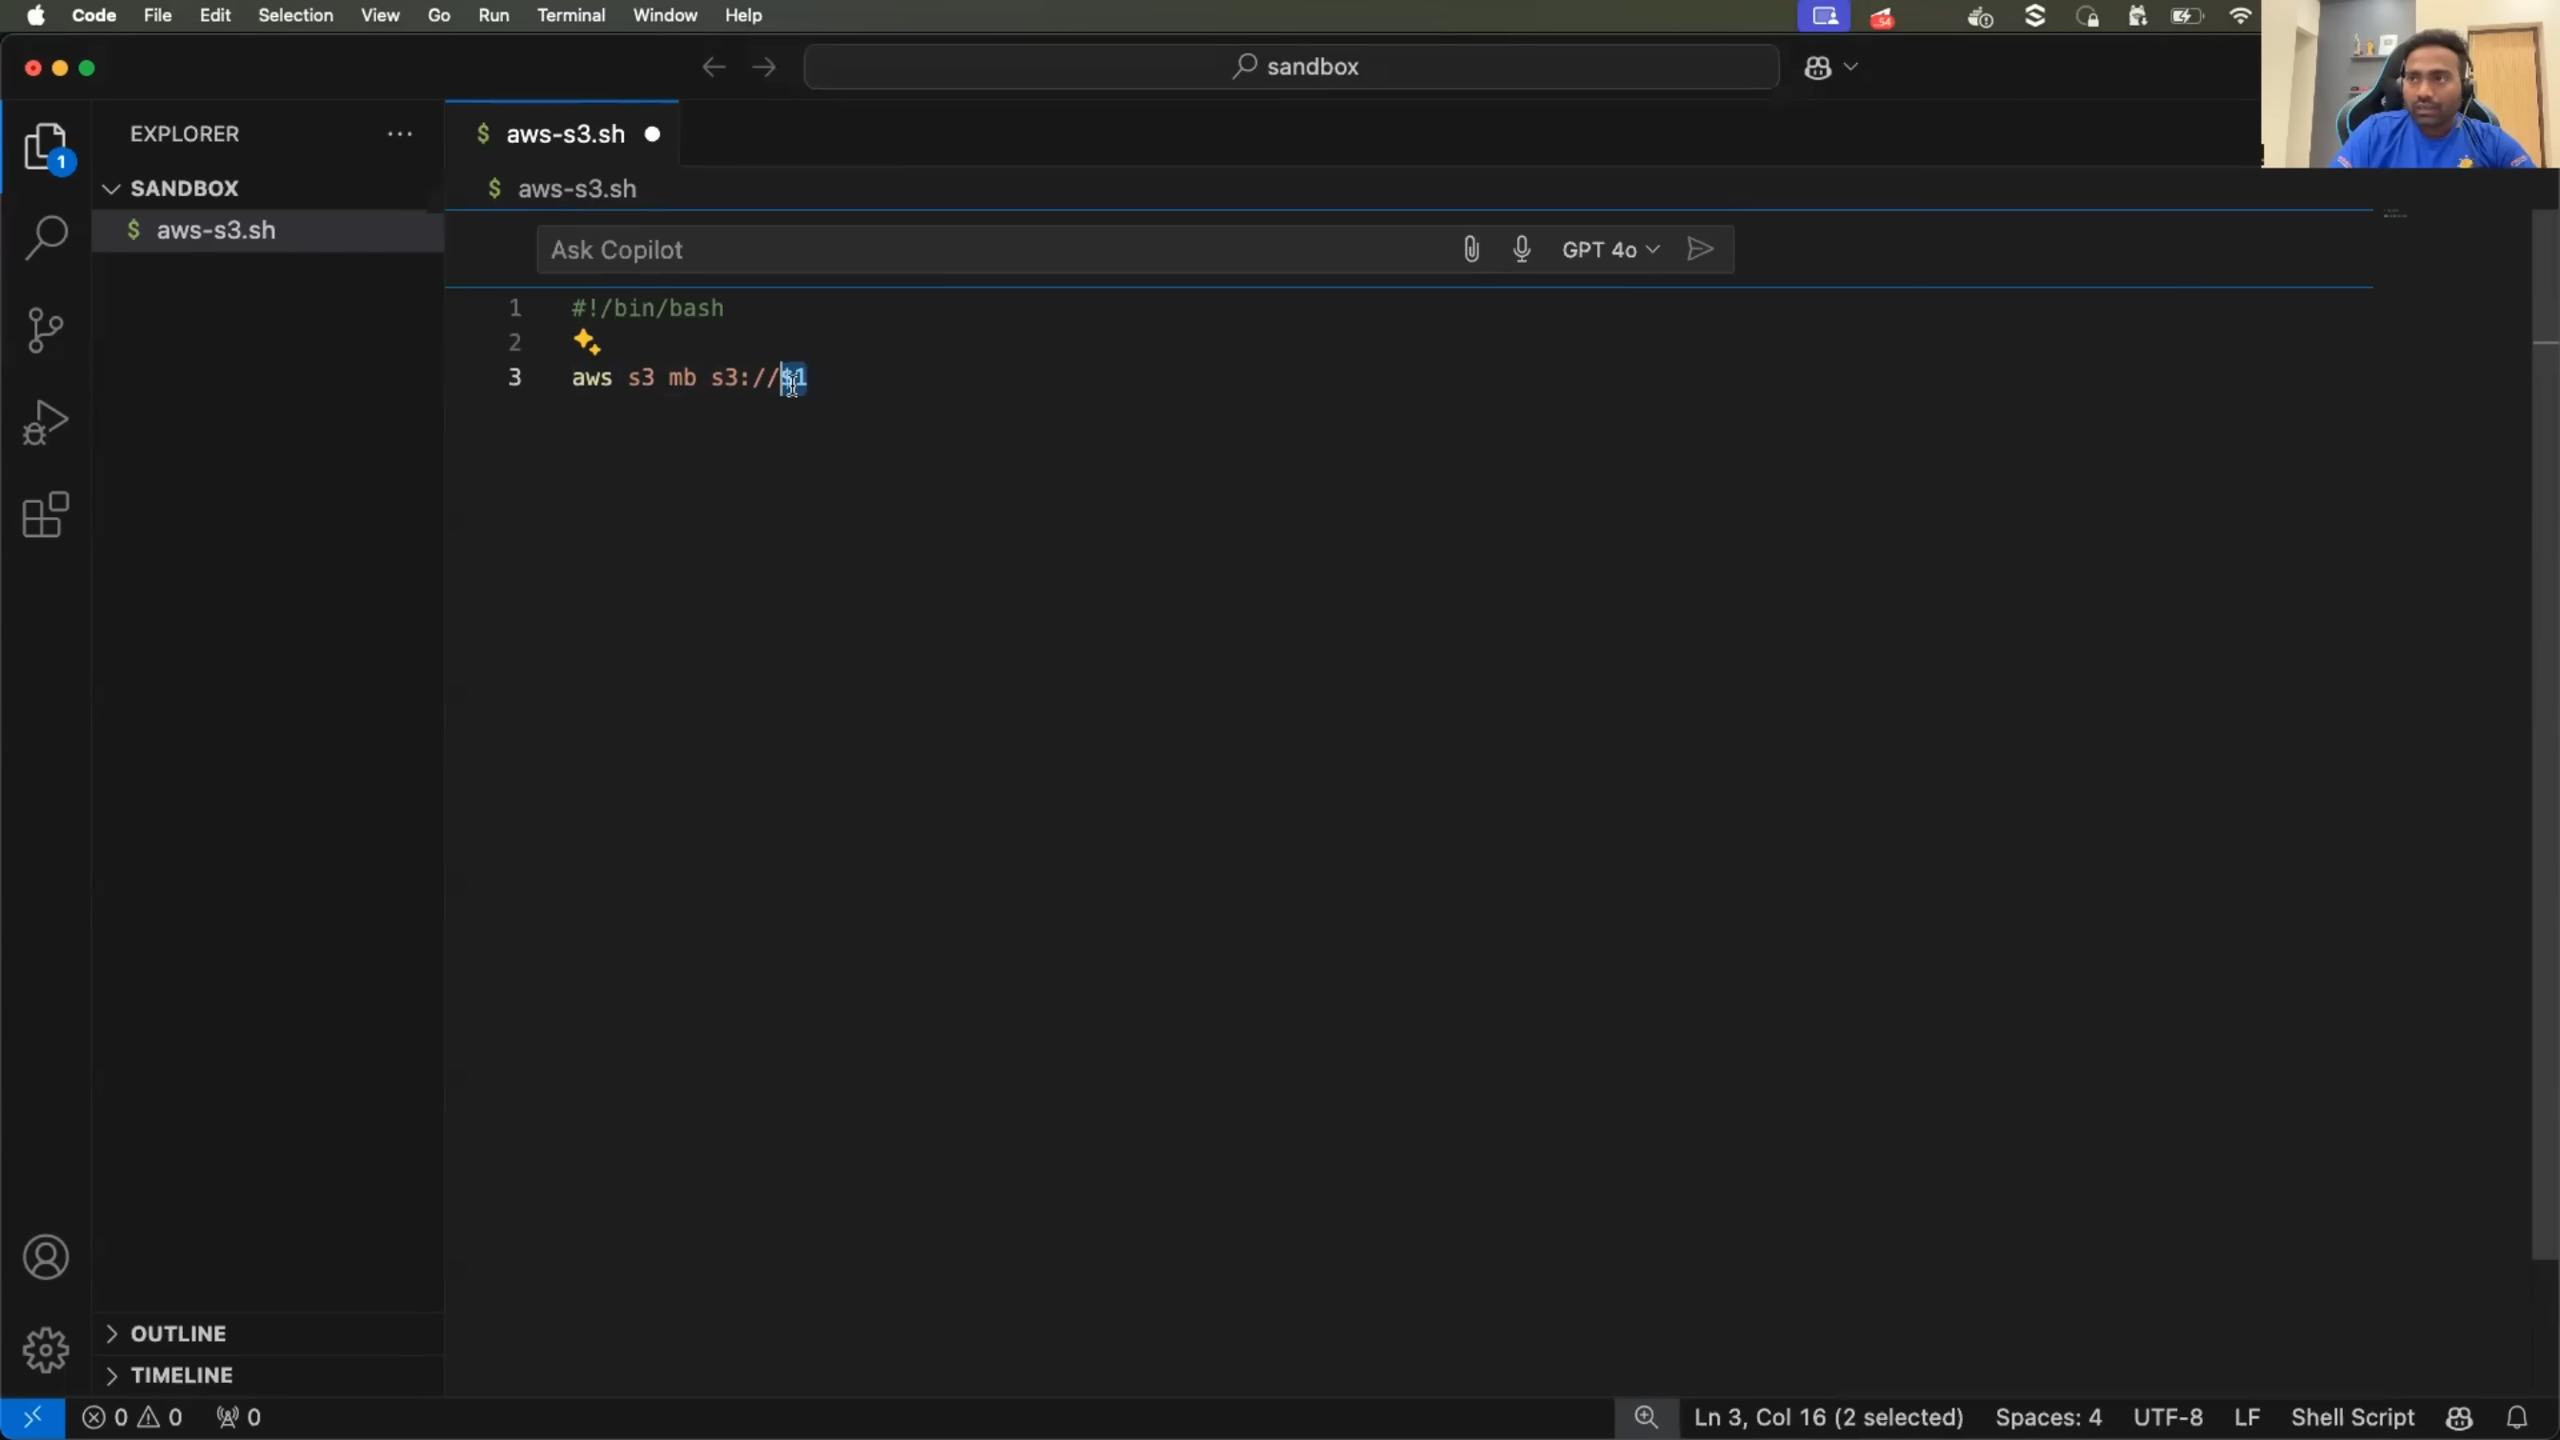 Code File Edit Selection View Go Run Terminal Window Help
54
sandbox
EXPLORER
1
SANDBOX
$ aws-s3.sh
$ aws-s3.sh
$ aws-s3.sh
Ask Copilot
GPT 4o
1 #!/bin/bash
2
3 aws s3 mb s3://$1
OUTLINE
TIMELINE
0 0 0
Ln 3, Col 16 (2 selected) Spaces: 4 UTF-8 LF Shell Script